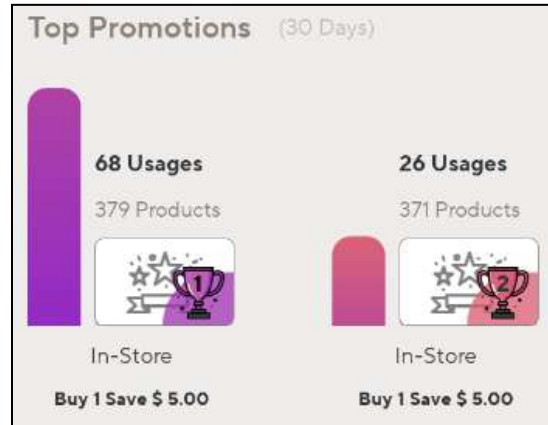 Top Promotions (30 Days)
68 Usages
379 Products
1
In-Store
Buy 1 Save $ 5.00
26 Usages
371 Products
2
In-Store
Buy 1 Save $ 5.00